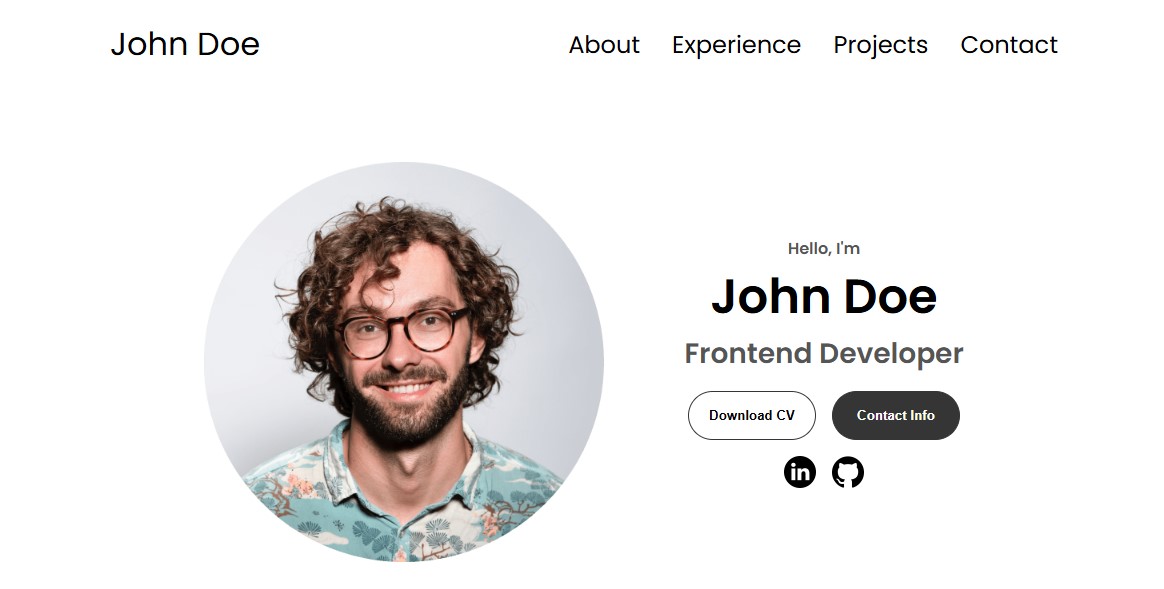 John Doe
About Experience Projects Contact
Hello, I'm
John Doe
Frontend Developer
Download CV Contact Info
in